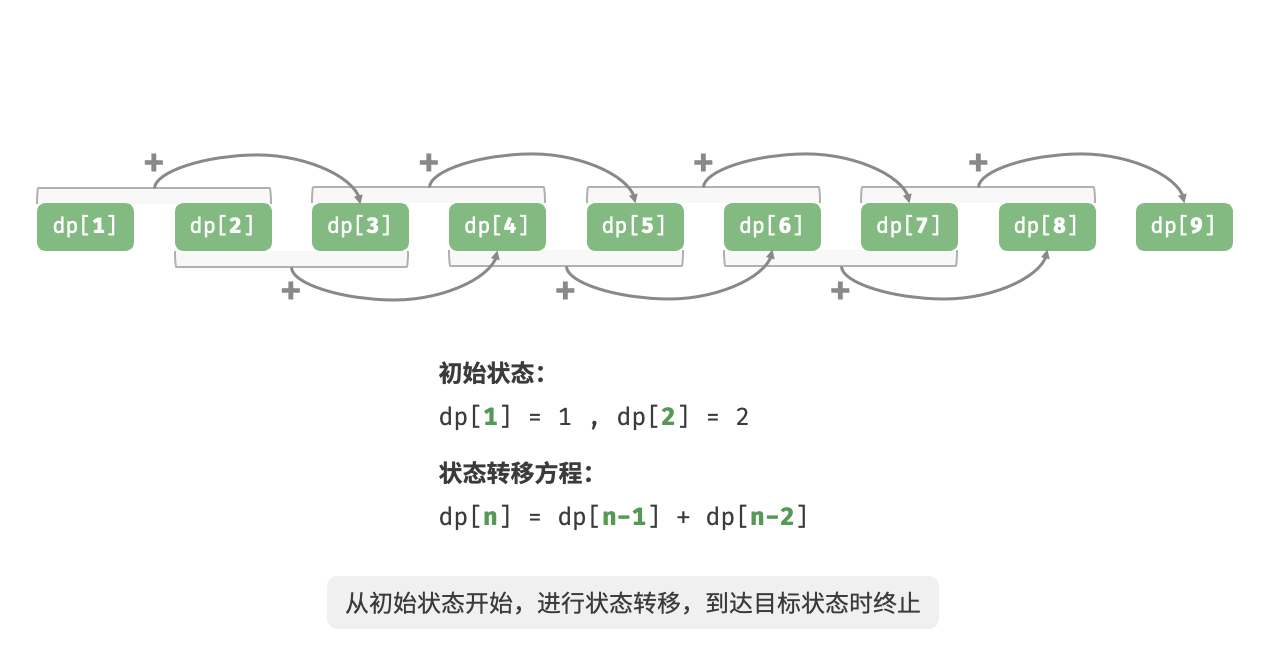 + + + +
dp[1] dp[2] dp[3] dp[4] dp[5] dp[6] dp[7] dp[8] dp[9]
+ + +
初始状态：
dp[1] = 1 , dp[2] = 2
状态转移方程：
dp[n] = dp[n-1] + dp[n-2]
从初始状态开始，进行状态转移，到达目标状态时终止